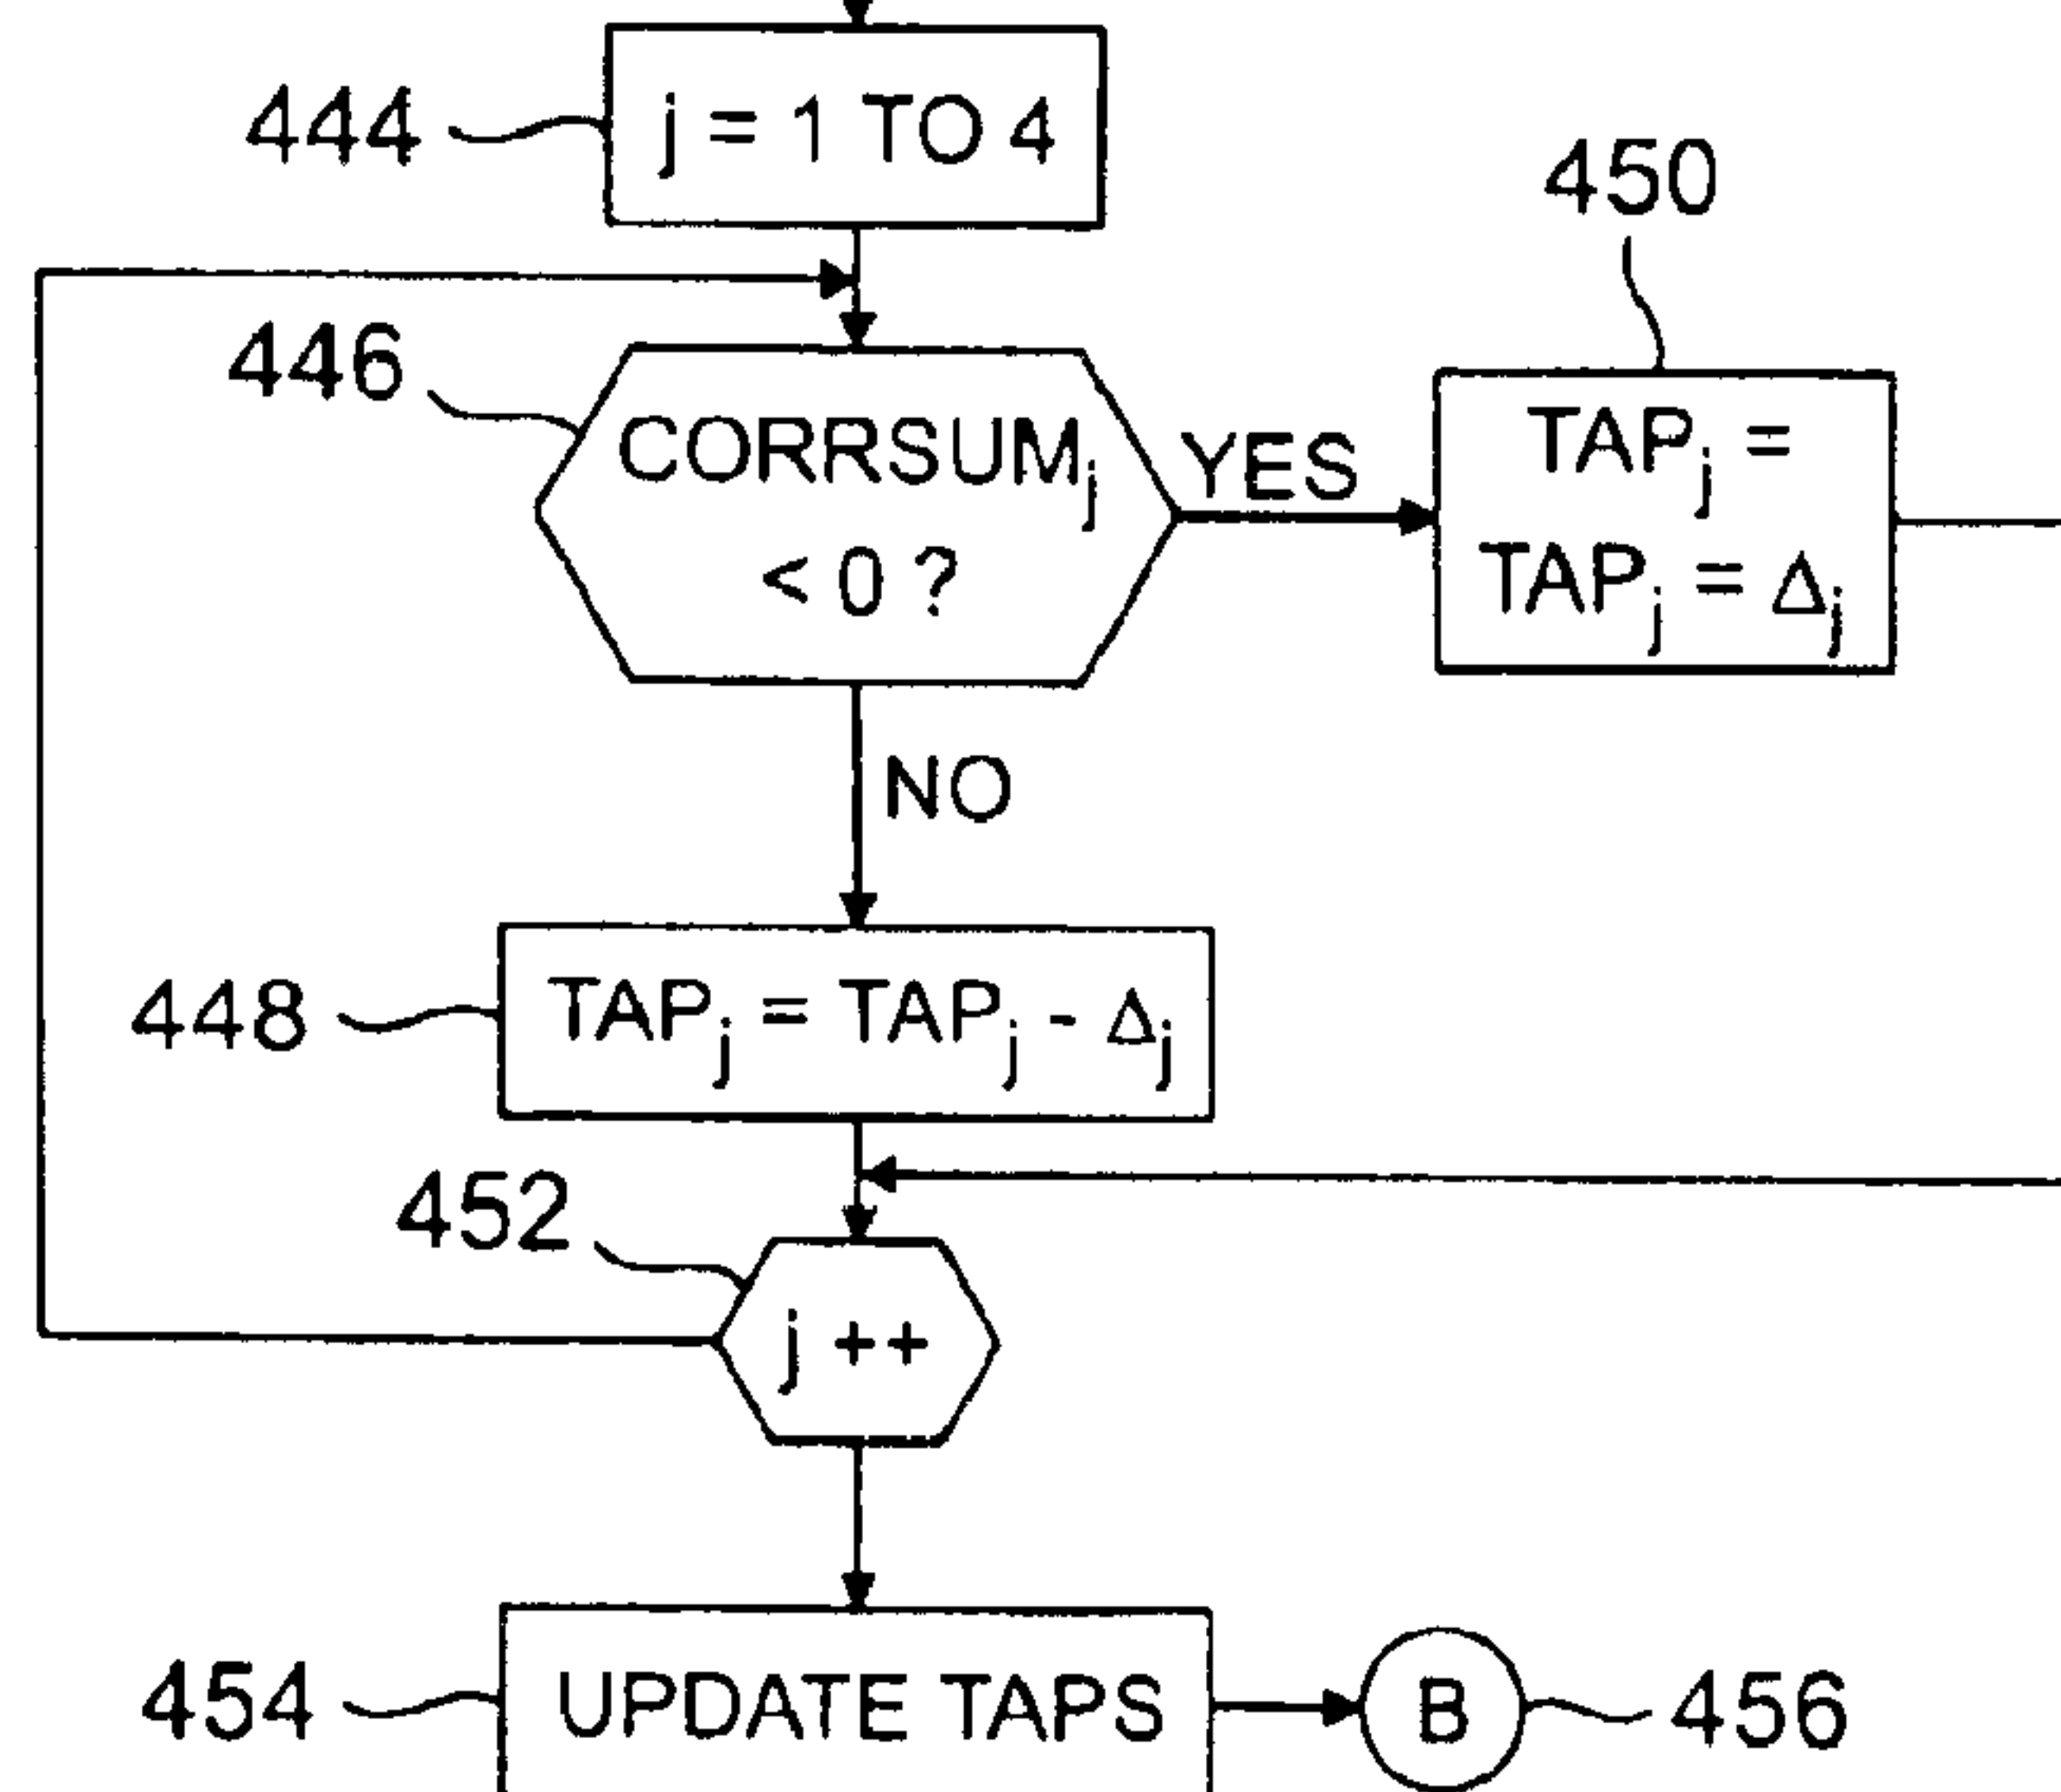 444
j = 1 TO 4
450
446
CORRSUMj
< 0 ?
YES
TAPj =
TAPj = Δj
NO
448
TAPj = TAPj - Δj
452
j ++
454
UPDATE TAPS
B
456